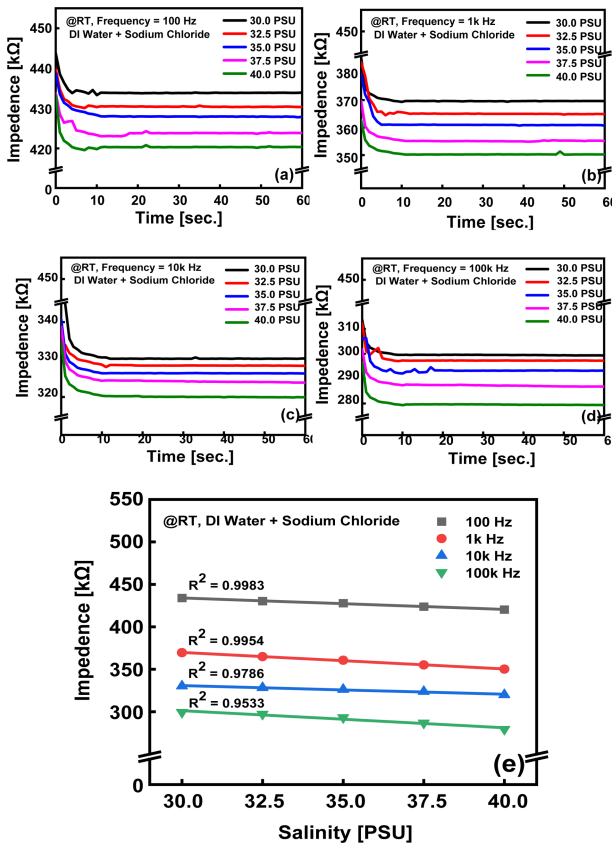 @RT, Frequency = 100 Hz
DI Water + Sodium Chloride
30.0 PSU
32.5 PSU
35.0 PSU
37.5 PSU
40.0 PSU
Impedence [kΩ]
450
440
430
420
0
0 10 20 30 40 50 60
Time [sec.]
(a)
@RT, Frequency = 1k Hz
DI Water + Sodium Chloride
30.0 PSU
32.5 PSU
35.0 PSU
37.5 PSU
40.0 PSU
Impedence [kΩ]
450
380
370
360
350
0 10 20 30 40 50 6
Time [sec.]
(b)
@RT, Frequency = 10k Hz
DI Water + Sodium Chloride
30.0 PSU
32.5 PSU
35.0 PSU
37.5 PSU
40.0 PSU
Impedence [kΩ]
450
340
330
320
0 10 20 30 40 50 60
Time [sec.]
(c)
@RT, Frequency = 100k Hz
DI Water + Sodium Chloride
30.0 PSU
32.5 PSU
35.0 PSU
37.5 PSU
40.0 PSU
Impedence [kΩ]
450
310
300
290
280
0 10 20 30 40 50 6
Time [sec.]
(d)
@RT, DI Water + Sodium Chloride
100 Hz
1k Hz
10k Hz
100k Hz
Impedence [kΩ]
550
500
450
400
350
300
0
R² = 0.9983
R² = 0.9954
R² = 0.9786
R² = 0.9533
(e)
30.0 32.5 35.0 37.5 40.0
Salinity [PSU]